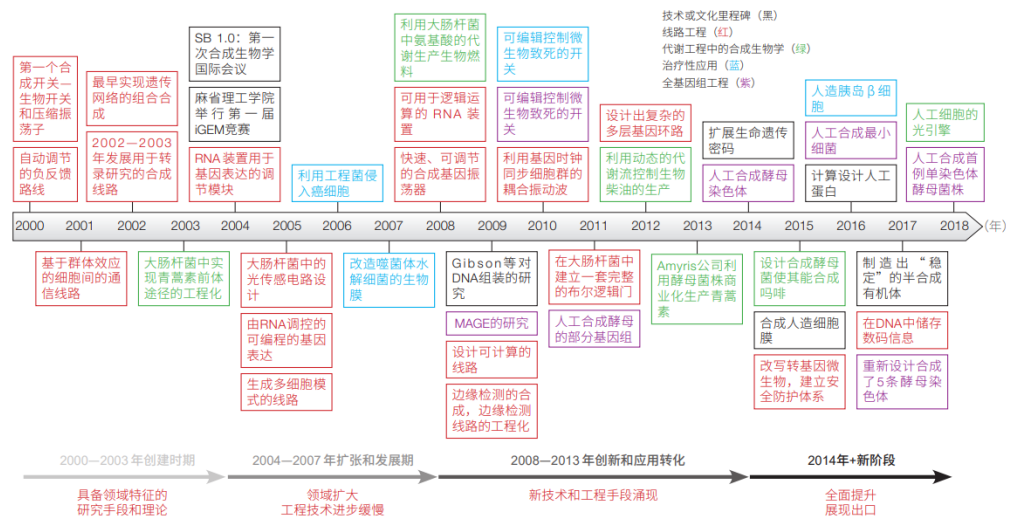 技术或文化里程碑（黑）
线路工程（红）
代谢工程中的合成生物学（绿）
治疗性应用（蓝）
全基因组工程（紫）
第一个合
成开关—
生物开关
和压缩振
荡子
自动调节
的负反馈
路线
最早实现遗传
网络的组合合
成
2002—2003
年发展用于转
录研究的合成
线路
SB 1.0：第一
次合成生物学
国际会议
麻省理工学院
举行第一届
iGEM竞赛
RNA装置用于
基因表达的调
节模块
利用工程菌侵
入癌细胞
利用大肠杆菌
中氨基酸的代
谢生产生物燃
料
可用于逻辑运
算的 RNA 装
置
快速、可调节
的合成基因振
荡器
可编辑控制微
生物致死的开
关
可编辑控制微
生物致死的开
关
利用基因时钟
同步细胞群的
耦合振动波
设计出复杂的
多层基因环路
利用动态的代
谢流控制生物
柴油的生产
扩展生命遗传
密码
人工合成酵母
染色体
人造胰岛β细
胞
人工合成最小
细菌
计算设计人工
蛋白
人工细胞的
光引擎
人工合成首
例单染色体
酵母菌株
2000 2001 2002 2003 2004 2005 2006 2007 2008 2009 2010 2011 2012 2013 2014 2015 2016 2017 2018 （年）
基于群体效应
的细胞间的通
信线路
大肠杆菌中实
现青蒿素前体
途径的工程化
大肠杆菌中的
光传感电路设
计
由RNA调控的
可编程的基因
表达
生成多细胞模
式的线路
改造噬菌体水
解细菌的生物
膜
Gibson等对
DNA组装的研
究
MAGE的研究
设计可计算的
线路
边缘检测的合
成，边缘检测
线路的工程化
在大肠杆菌中
建立一套完整
的布尔逻辑门
人工合成酵母
的部分基因组
Amyris公司利
用酵母菌株商
业化生产青蒿
素
设计合成酵母
菌使其能合成
吗啡
合成人造细胞
膜
改写转基因微
生物，建立安
全防护体系
制造出“稳
定”的半合成
有机体
在DNA中储存
数码信息
重新设计合成
了5条酵母染
色体
2000—2003 年创建时期
具备领域特征的
研究手段和理论
2004—2007年扩张和发展期
领域扩大
工程技术进步缓慢
2008—2013年创新和应用转化
新技术和工程手段涌现
2014年+新阶段
全面提升
展现出口